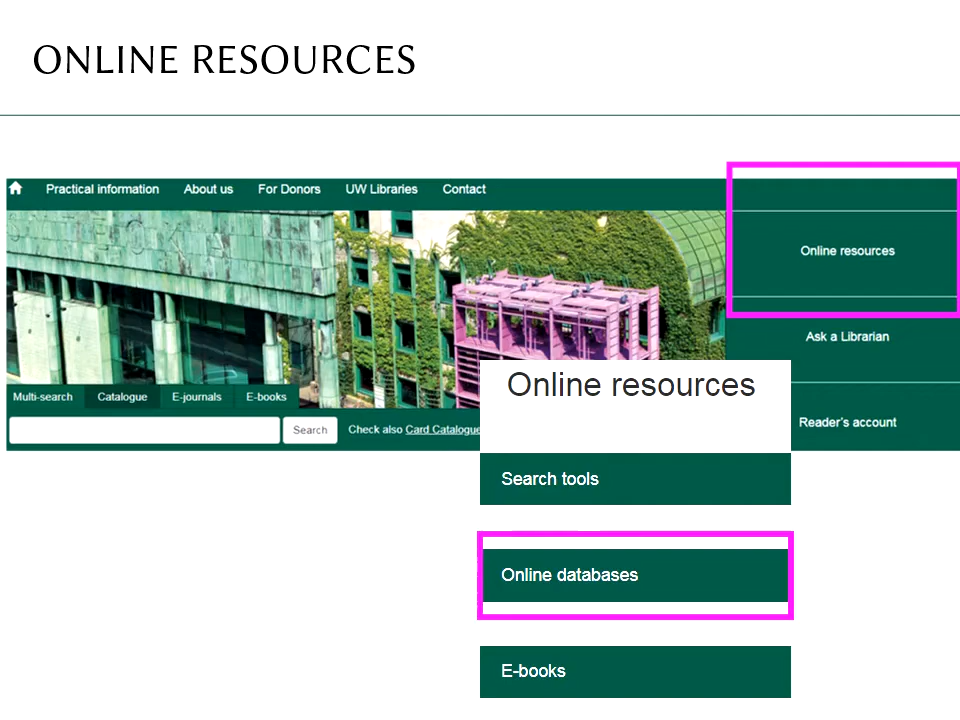 ONLINE RESOURCES
Practical information About us For Donors UW Libraries Contact
Online resources
Ask a Librarian
Reader's account
Multi-search Catalogue E-journals E-books
Search Check also Card Catalogue
Online resources
Search tools
Online databases
E-books